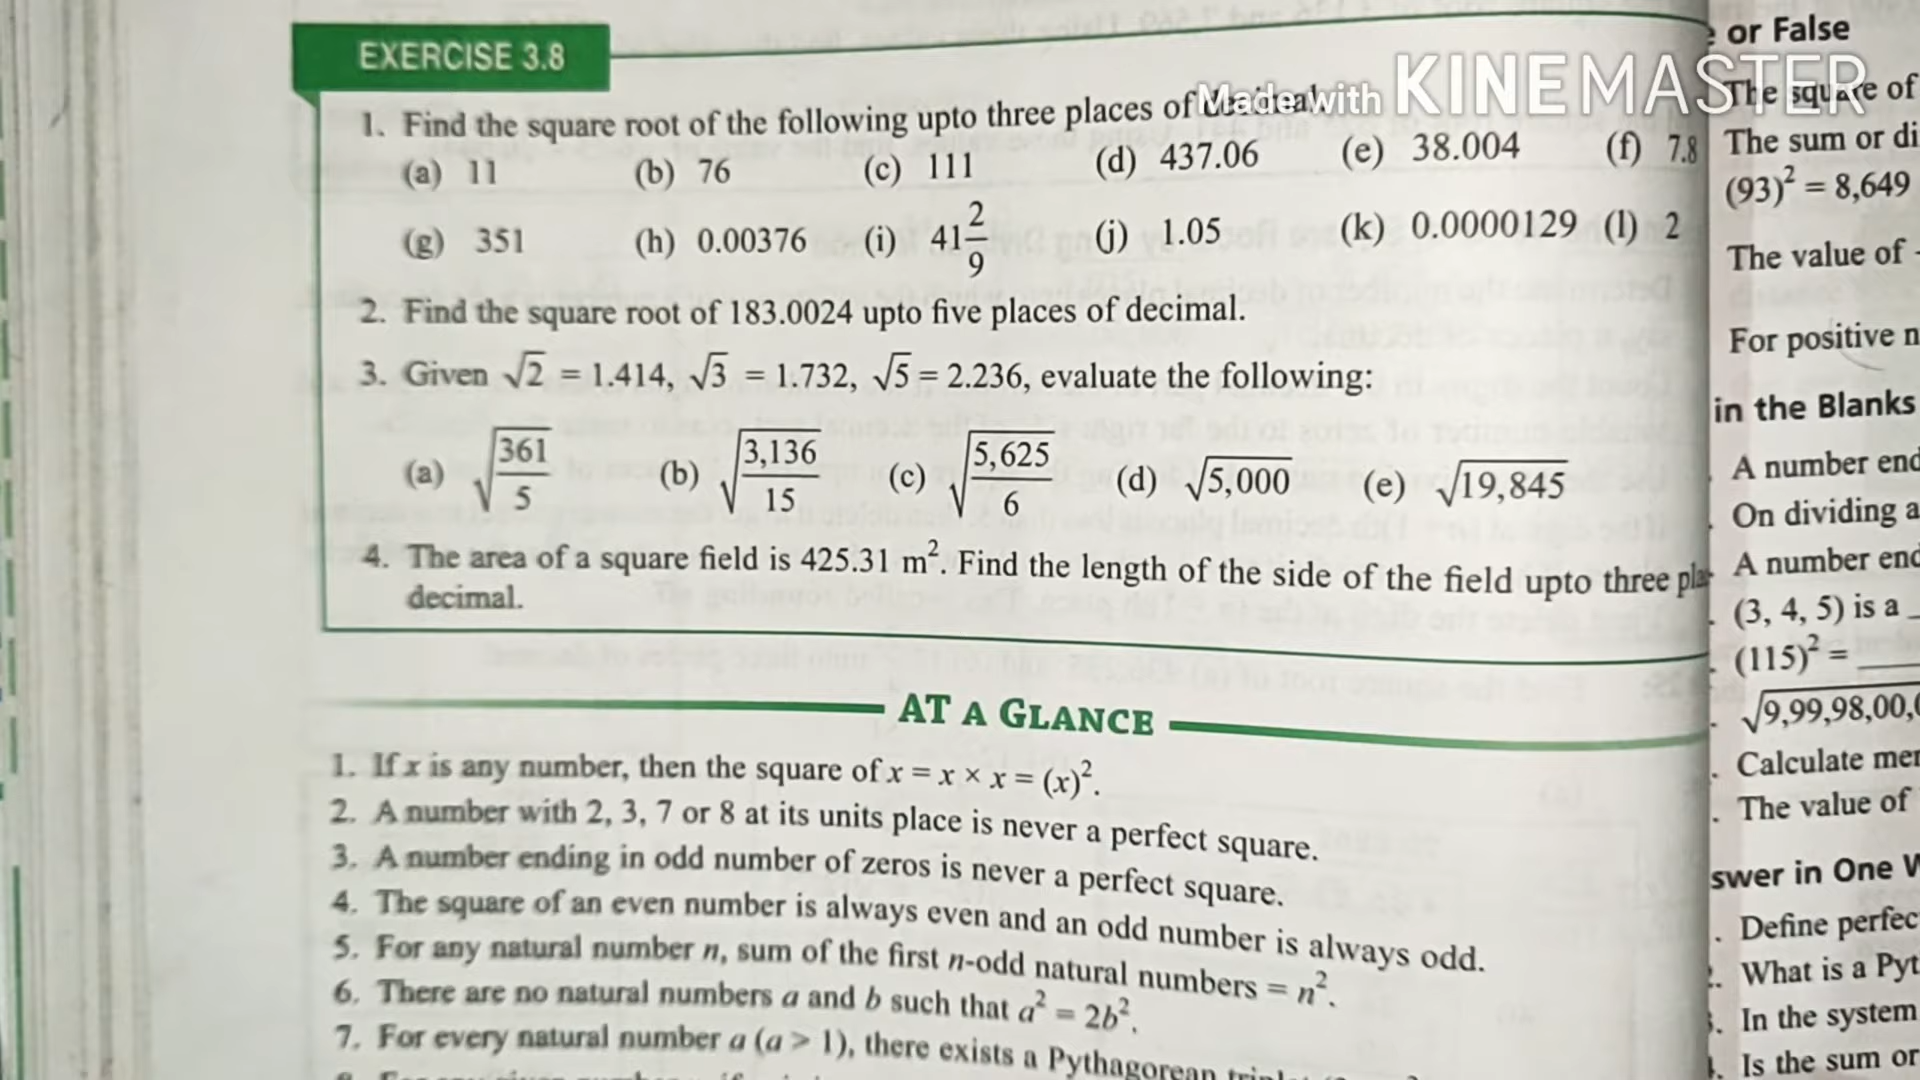 EXERCISE 3.8
Made with KINEMASTER
1. Find the square root of the following upto three places of decimal.
(a) 11 (b) 76 (c) 111 (d) 437.06 (e) 38.004 (f) 7.8
(g) 351 (h) 0.00376 (i) 41 2/9 (j) 1.05 (k) 0.0000129 (l) 2
2. Find the square root of 183.0024 upto five places of decimal.
3. Given √2 = 1.414, √3 = 1.732, √5 = 2.236, evaluate the following:
(a) √(361/5) (b) √(3,136/15) (c) √(5,625/6) (d) √5,000 (e) √19,845
4. The area of a square field is 425.31 m². Find the length of the side of the field upto three
decimal.
AT A GLANCE
1. If x is any number, then the square of x = x × x = (x)².
2. A number with 2, 3, 7 or 8 at its units place is never a perfect square.
3. A number ending in odd number of zeros is never a perfect square.
4. The square of an even number is always even and an odd number is always odd.
5. For any natural number n, sum of the first n-odd natural numbers = n².
6. There are no natural numbers a and b such that a² = 2b².
7. For every natural number a (a > 1), there exists a Pythagorean
or False
The square of
The sum or di
(93)² = 8,649
The value of
For positive n
in the Blanks
A number end
On dividing a
A number end
(3, 4, 5) is a
(115)² =
√9,99,98,00,0
Calculate mer
The value of
swer in One W
Define perfec
What is a Pyt
In the system
Is the sum or